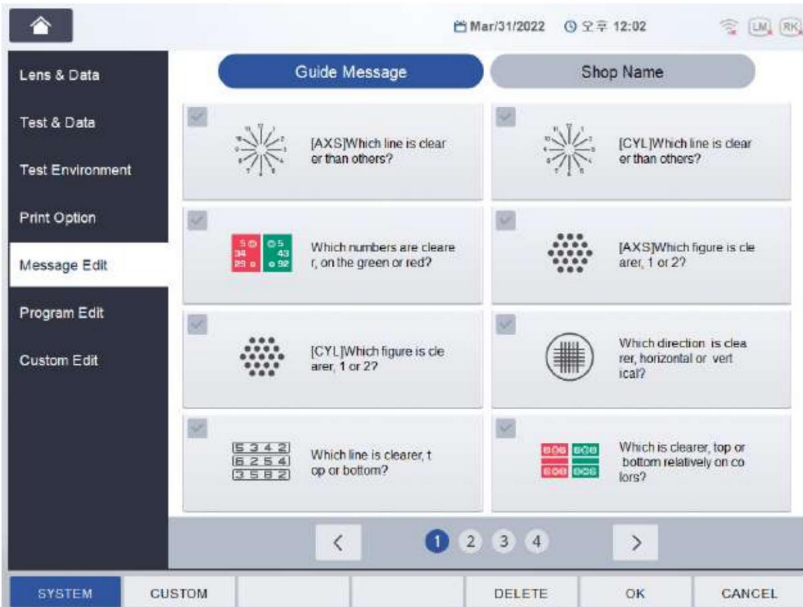 Mar/31/2022 오후 12:02 LM RK
Lens & Data
Test & Data
Test Environment
Print Option
Message Edit
Program Edit
Custom Edit
Guide Message
Shop Name
[AXS]Which line is clear
er than others?
[CYL]Which line is clear
er than others?
Which numbers are cleare
r, on the green or red?
[AXS]Which figure is cle
arer, 1 or 2?
[CYL]Which figure is cle
arer, 1 or 2?
Which direction is clea
rer, horizontal or vert
ical?
5 3 4 2
6 2 5 4
3 5 8 2
Which line is clearer, t
op or bottom?
Which is clearer, top or
bottom relatively on co
lors?
< 1 2 3 4 >
SYSTEM CUSTOM DELETE OK CANCEL